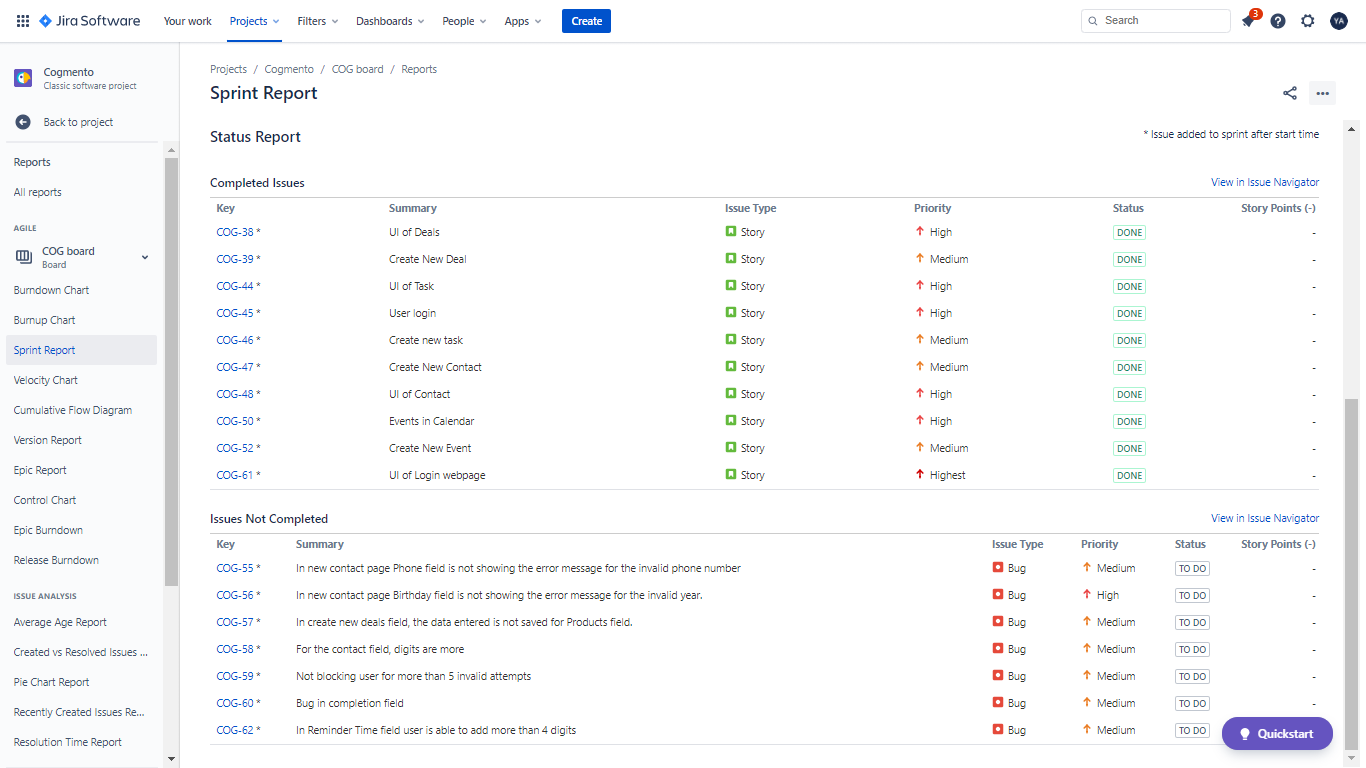 Jira Software
Your work
Projects
Filters
Dashboards
People
Apps
Create
Search
3
YA
Cogmento
Classic software project
Back to project
Reports
All reports
AGILE
COG board
Board
Burndown Chart
Burnup Chart
Sprint Report
Velocity Chart
Cumulative Flow Diagram
Version Report
Epic Report
Control Chart
Epic Burndown
Release Burndown
ISSUE ANALYSIS
Average Age Report
Created vs Resolved Issues ...
Pie Chart Report
Recently Created Issues Re...
Resolution Time Report
Projects / Cogmento / COG board / Reports
Sprint Report
Status Report
* Issue added to sprint after start time
Completed Issues
View in Issue Navigator
Key Summary Issue Type Priority Status Story Points (-)
COG-38 * UI of Deals Story High DONE -
COG-39 * Create New Deal Story Medium DONE -
COG-44 * UI of Task Story High DONE -
COG-45 * User login Story High DONE -
COG-46 * Create new task Story Medium DONE -
COG-47 * Create New Contact Story Medium DONE -
COG-48 * UI of Contact Story High DONE -
COG-50 * Events in Calendar Story High DONE -
COG-52 * Create New Event Story Medium DONE -
COG-61 * UI of Login webpage Story Highest DONE -
Issues Not Completed
View in Issue Navigator
Key Summary Issue Type Priority Status Story Points (-)
COG-55 * In new contact page Phone field is not showing the error message for the invalid phone number Bug Medium TO DO -
COG-56 * In new contact page Birthday field is not showing the error message for the invalid year. Bug High TO DO -
COG-57 * In create new deals field, the data entered is not saved for Products field. Bug Medium TO DO -
COG-58 * For the contact field, digits are more Bug Medium TO DO -
COG-59 * Not blocking user for more than 5 invalid attempts Bug Medium TO DO -
COG-60 * Bug in completion field Bug Medium TO DO -
COG-62 * In Reminder Time field user is able to add more than 4 digits Bug Medium TO DO -
Quickstart